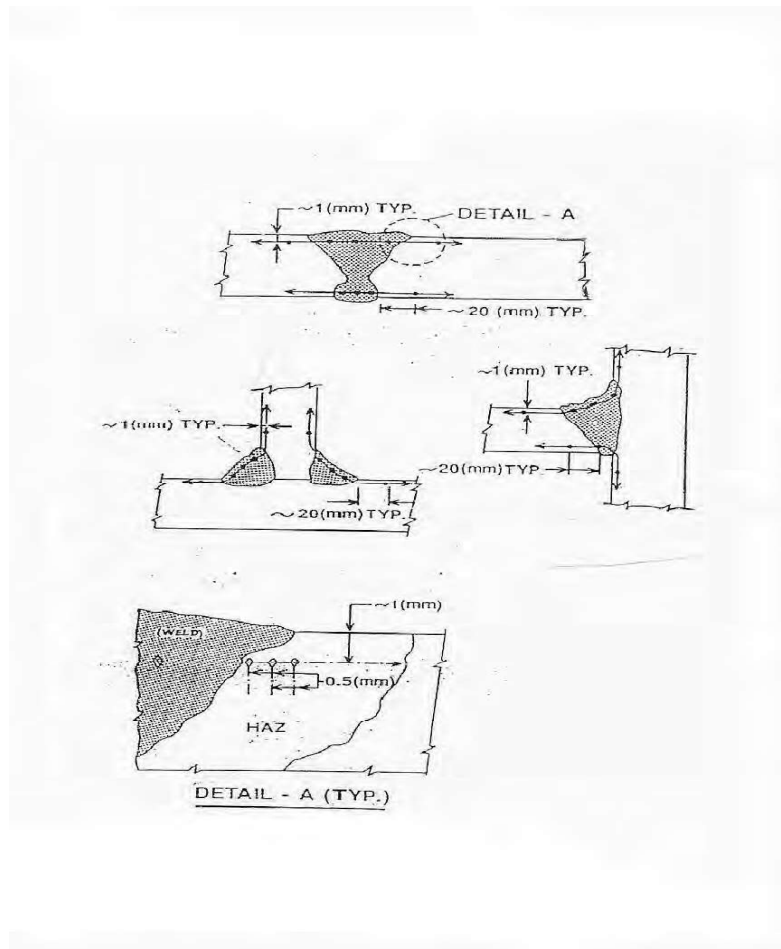 ~1(mm) TYP.
DETAIL - A
~ 20 (mm) TYP.
~1(mm) TYP.
~1(mm) TYP.
~20(mm) TYP.
~ 20(mm) TYP.
~1(mm)
(WELD)
0.5(mm)
HAZ
DETAIL - A (TYP.)